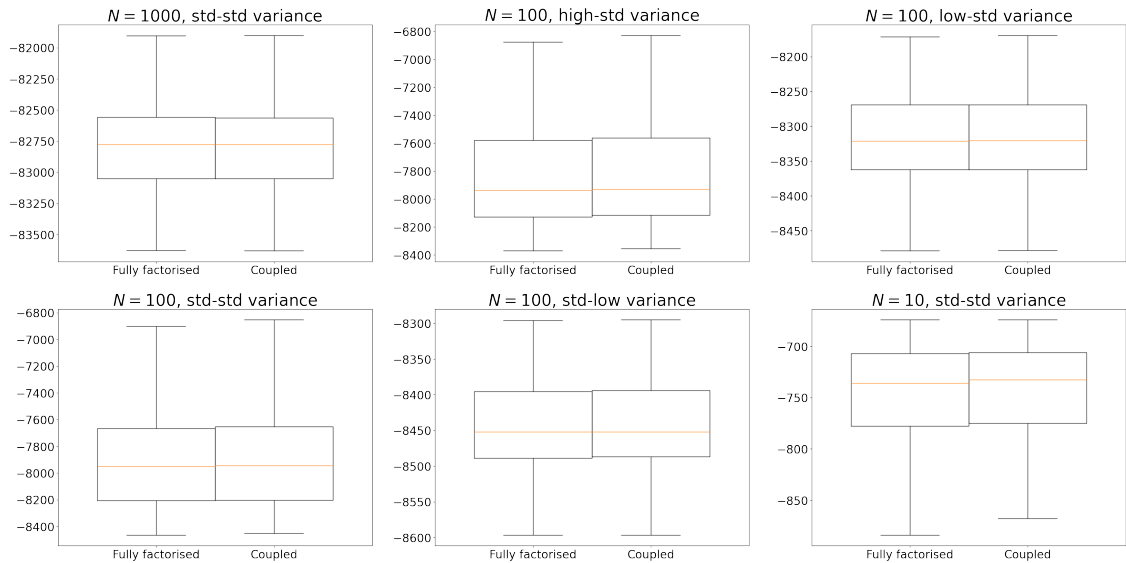 N = 1000, std-std variance
−82000
−82250
−82500
−82750
−83000
−83250
−83500
Fully factorised
Coupled
N = 100, high-std variance
−6800
−7000
−7200
−7400
−7600
−7800
−8000
−8200
−8400
Fully factorised
Coupled
N = 100, low-std variance
−8200
−8250
−8300
−8350
−8400
−8450
Fully factorised
Coupled
N = 100, std-std variance
−6800
−7000
−7200
−7400
−7600
−7800
−8000
−8200
−8400
Fully factorised
Coupled
N = 100, std-low variance
−8300
−8350
−8400
−8450
−8500
−8550
−8600
Fully factorised
Coupled
N = 10, std-std variance
−700
−750
−800
−850
Fully factorised
Coupled